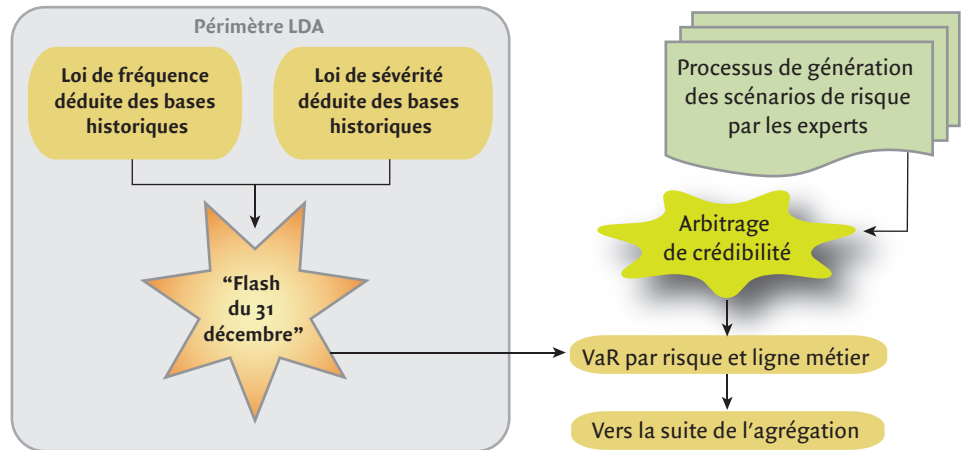 Périmètre LDA
Loi de fréquence
déduite des bases
historiques
Loi de sévérité
déduite des bases
historiques
Processus de génération
des scénarios de risque
par les experts
Arbitrage
de crédibilité
“Flash
du 31
décembre”
VaR par risque et ligne métier
Vers la suite de l’agrégation